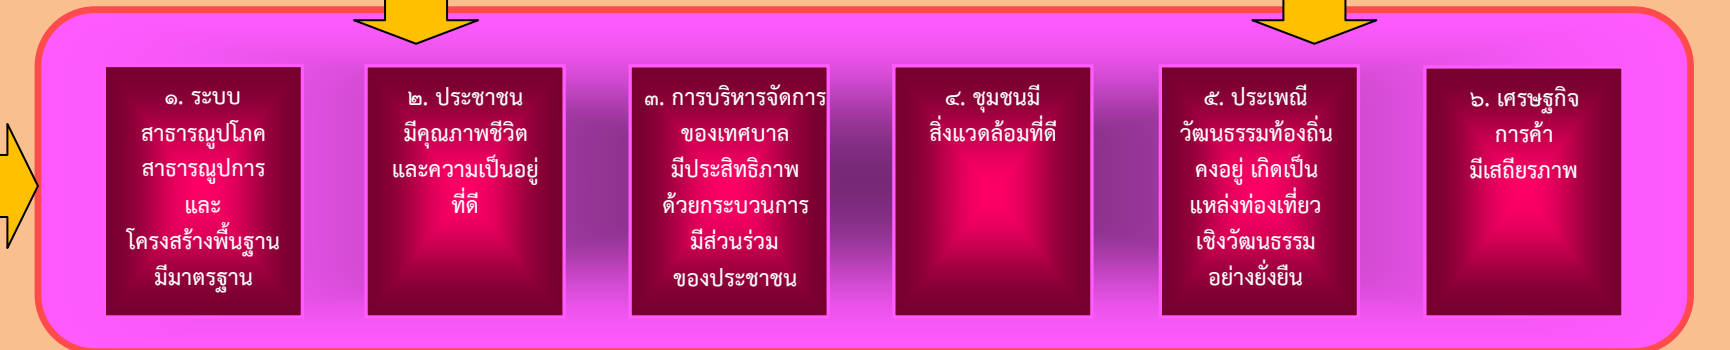 ๑. ระบบ
สาธารณูปโภค
สาธารณูปการ
และ
โครงสร้างพื้นฐาน
มีมาตรฐาน
๒. ประชาชน
มีคุณภาพชีวิต
และความเป็นอยู่
ที่ดี
๓. การบริหารจัดการ
ของเทศบาล
มีประสิทธิภาพ
ด้วยกระบวนการ
มีส่วนร่วม
ของประชาชน
๔. ชุมชนมี
สิ่งแวดล้อมที่ดี
๕. ประเพณี
วัฒนธรรมท้องถิ่น
คงอยู่ เกิดเป็น
แหล่งท่องเที่ยว
เชิงวัฒนธรรม
อย่างยั่งยืน
๖. เศรษฐกิจ
การค้า
มีเสถียรภาพ